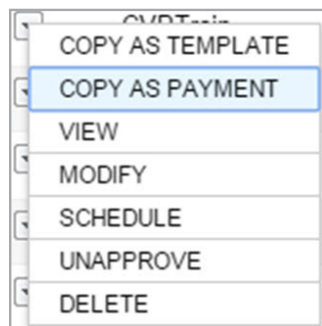 COPY AS TEMPLATE
COPY AS PAYMENT
VIEW
MODIFY
SCHEDULE
UNAPPROVE
DELETE